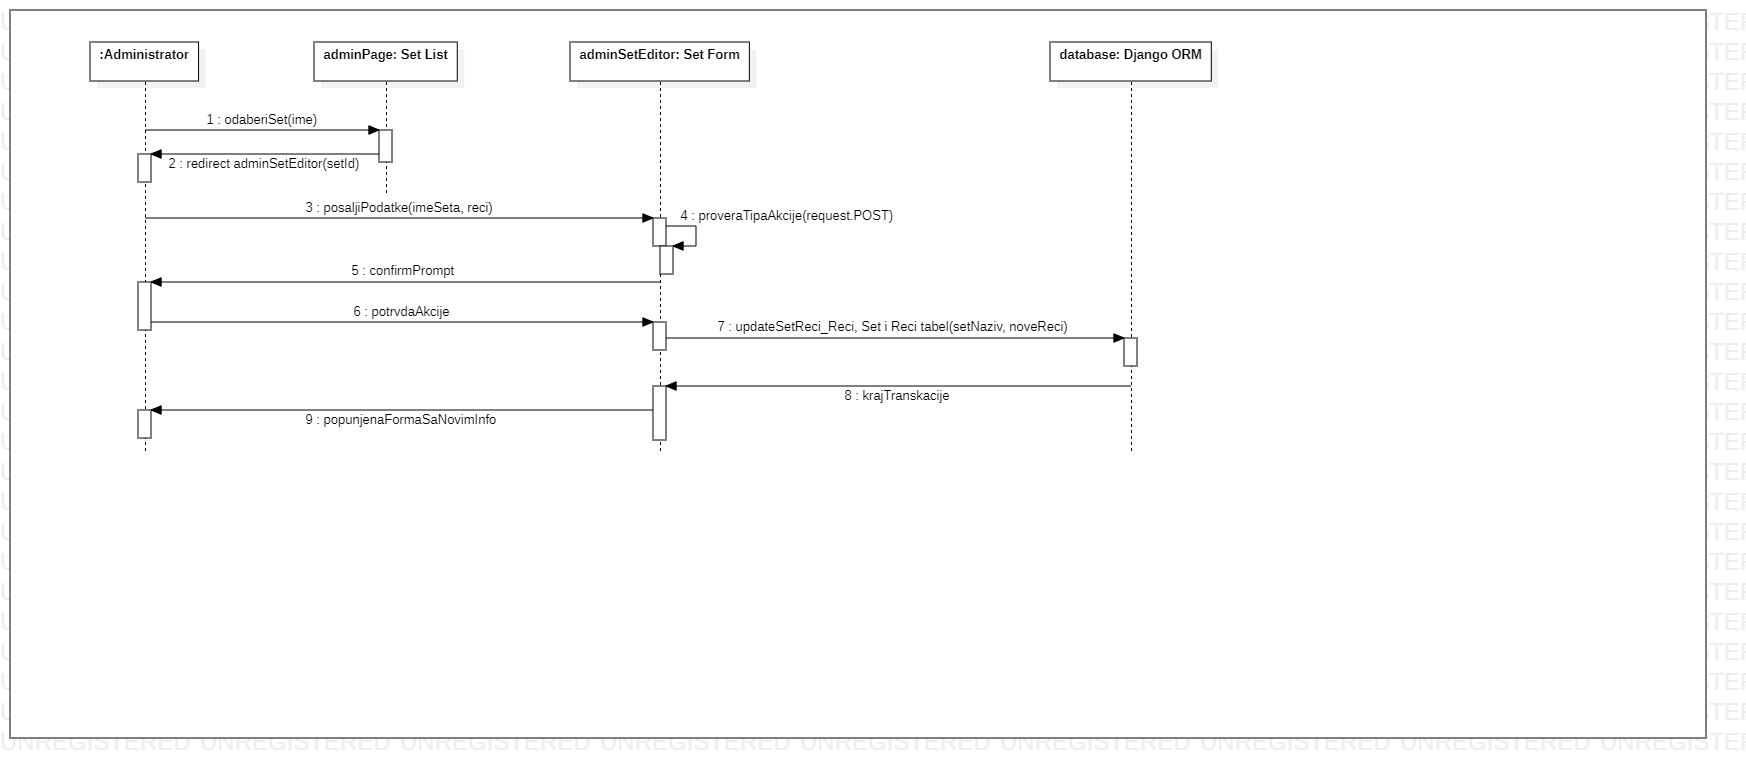 :Administrator
adminPage: Set List
adminSetEditor: Set Form
database: Django ORM
1 : odaberiSet(ime)
2 : redirect adminSetEditor(setId)
3 : posaljiPodatke(imeSeta, reci)
4 : proveraTipaAkcije(request.POST)
5 : confirmPrompt
6 : potrvdaAkcije
7 : updateSetReci_Reci, Set i Reci tabel(setNaziv, noveReci)
8 : krajTranskacije
9 : popunjenaFormaSaNovimInfo
UNREGISTERED UNREGISTERED UNREGISTERED UNREGISTERED UNREGISTERED UNREGISTERED UNREGISTERED UNREGISTERED